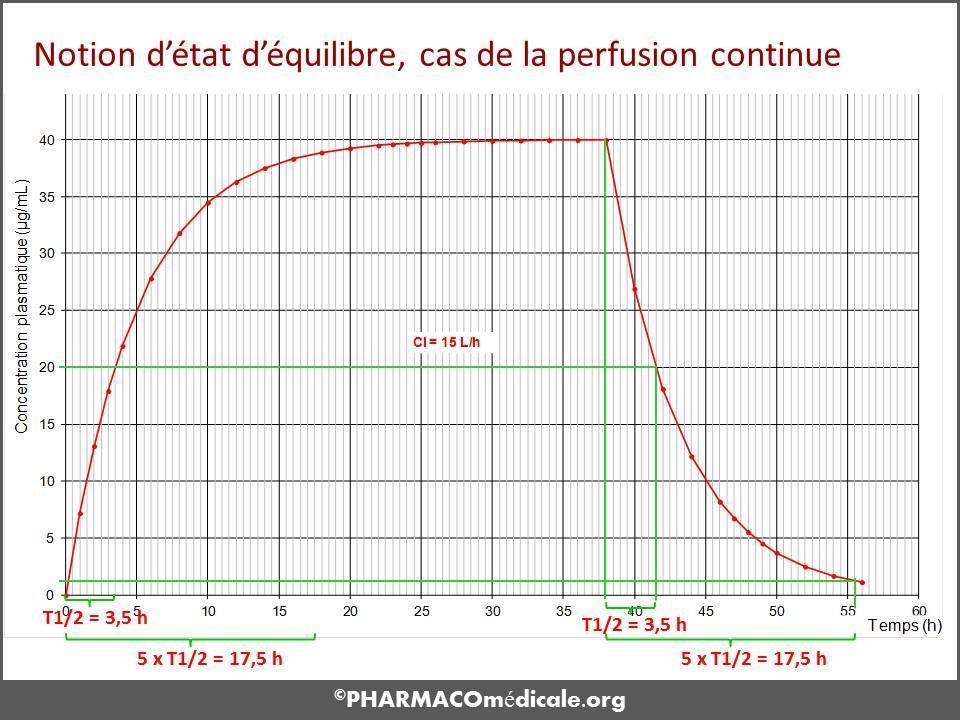 Notion d’état d’équilibre, cas de la perfusion continue
Concentration plasmatique (µg/mL)
40
35
30
25
20
15
10
5
0
Cl = 15 L/h
0 5 10 15 20 25 30 35 40 45 50 55 60
Temps (h)
T1/2 = 3,5 h
T1/2 = 3,5 h
5 x T1/2 = 17,5 h
5 x T1/2 = 17,5 h
©PHARMACOmédicale.org